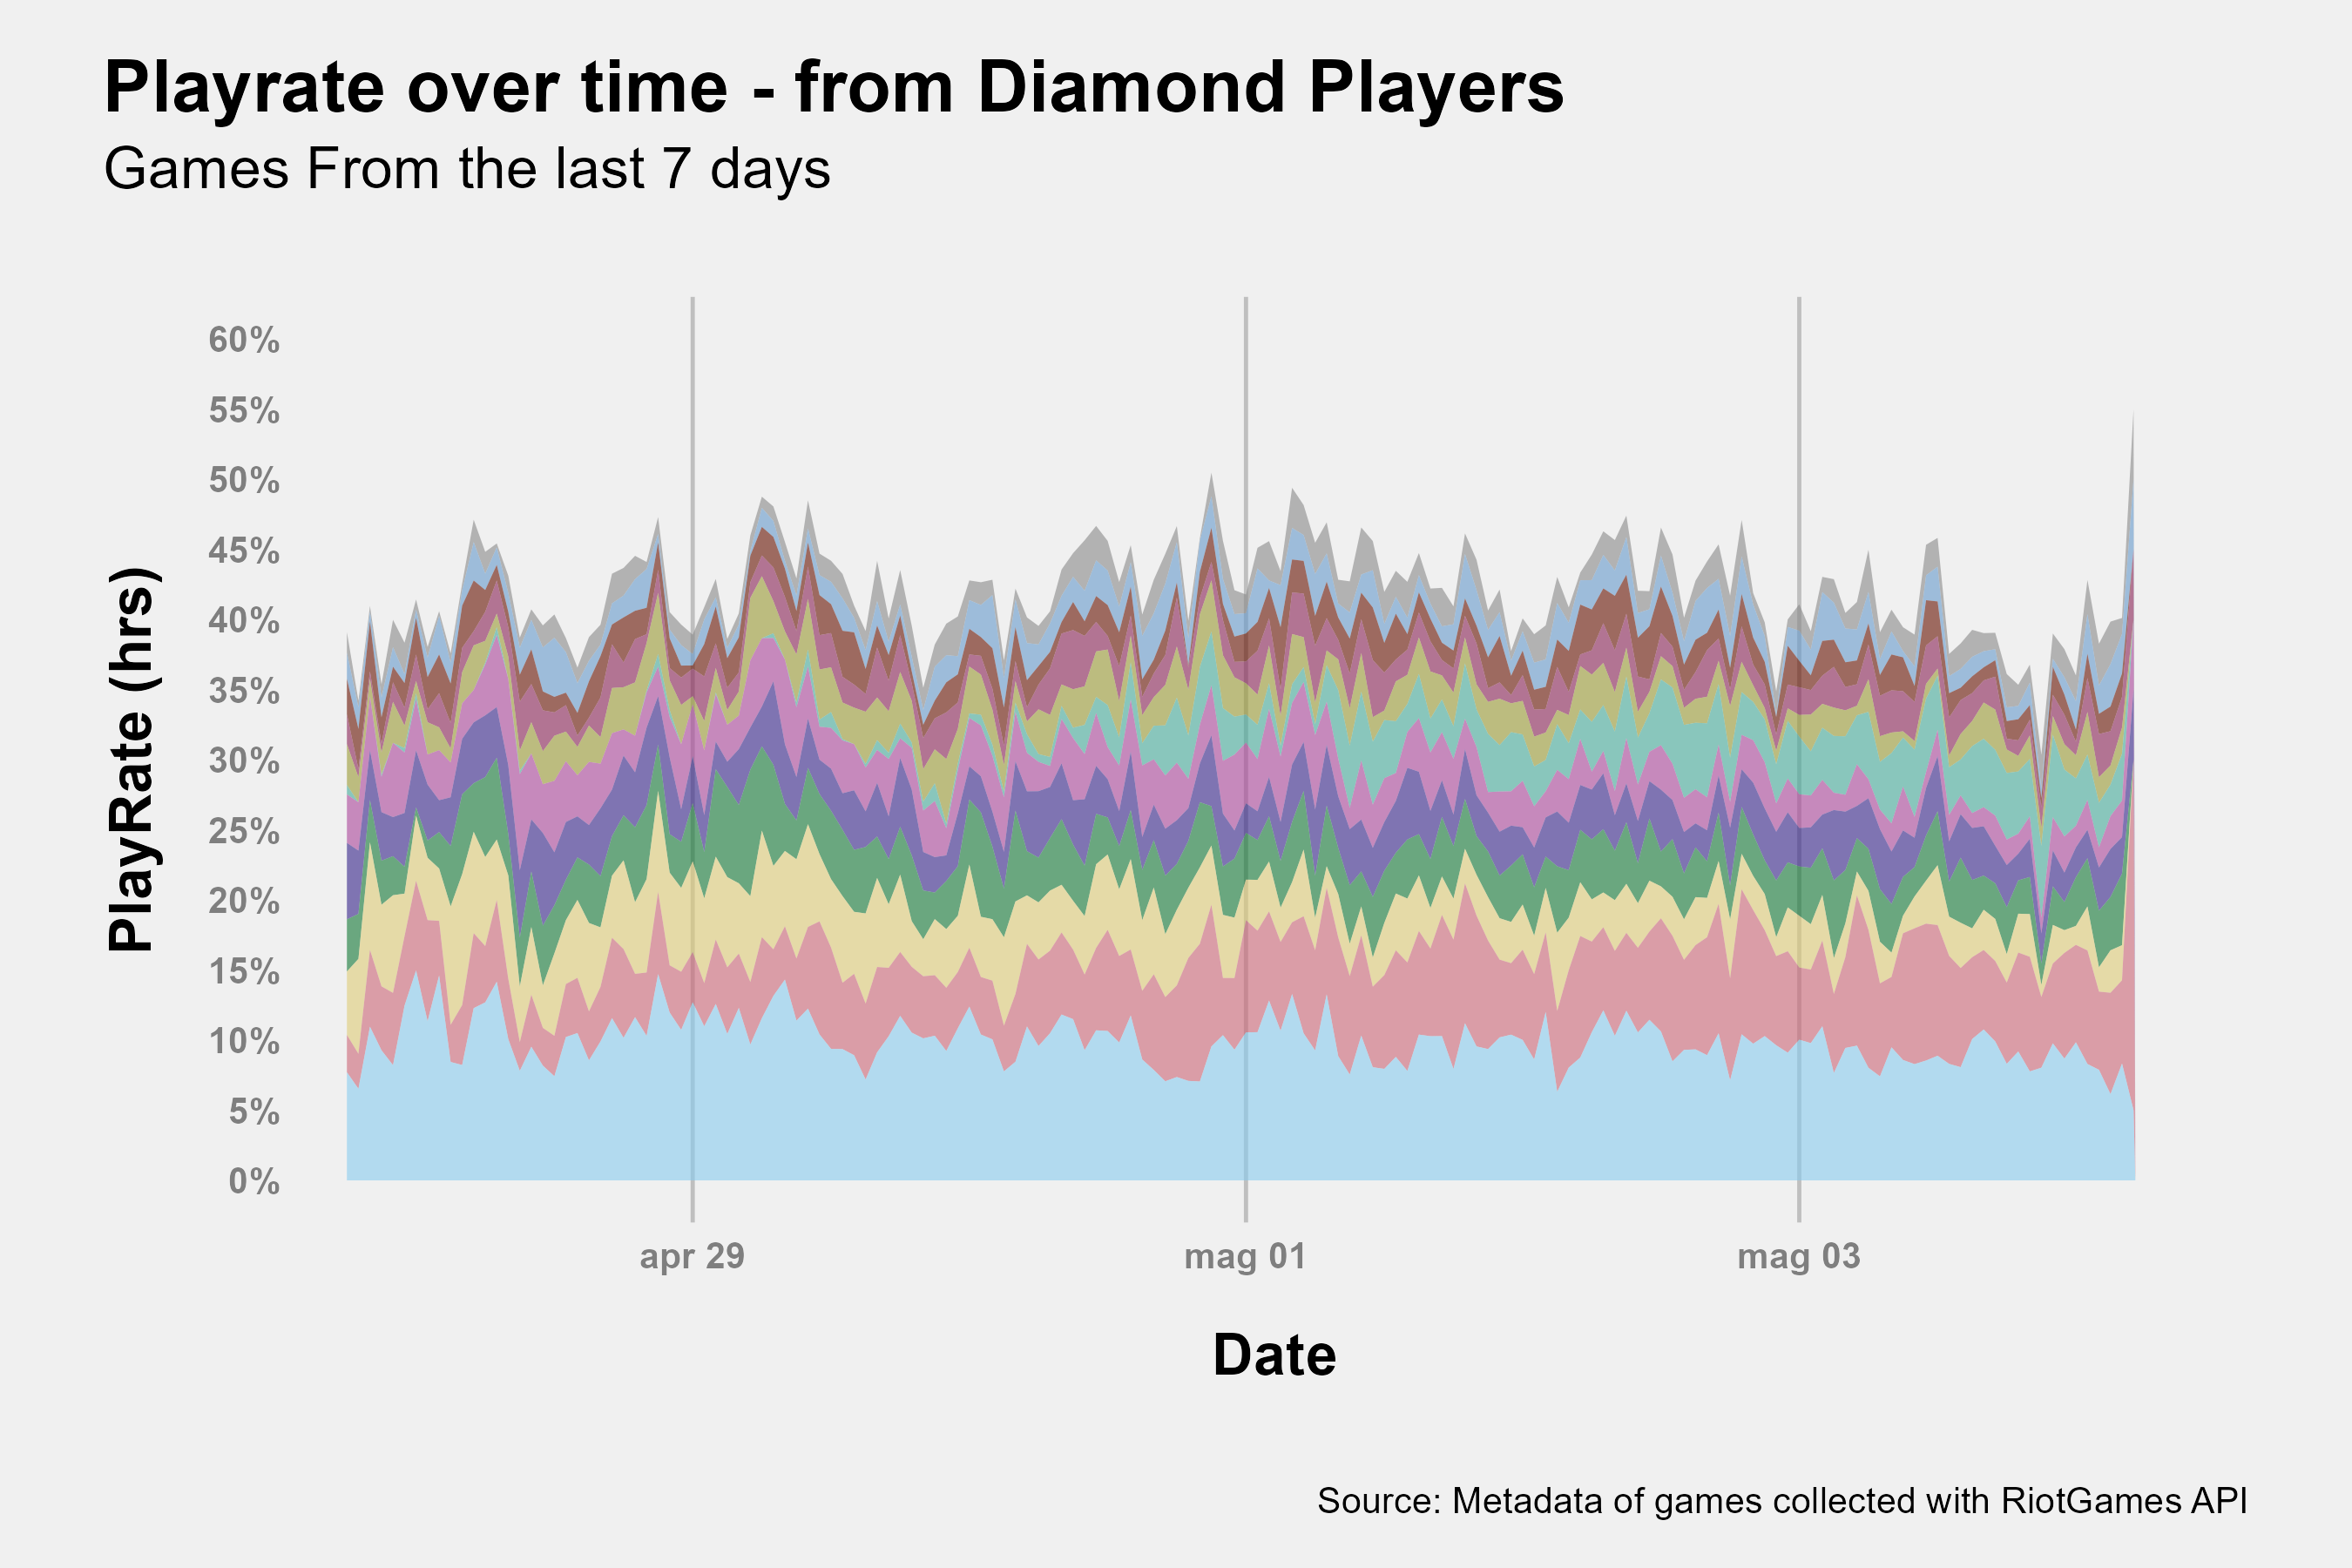 Playrate over time - from Diamond Players
Games From the last 7 days
PlayRate (hrs)
60%
55%
50%
45%
40%
35%
30%
25%
20%
15%
10%
5%
0%
apr 29
mag 01
mag 03
Date
Source: Metadata of games collected with RiotGames API